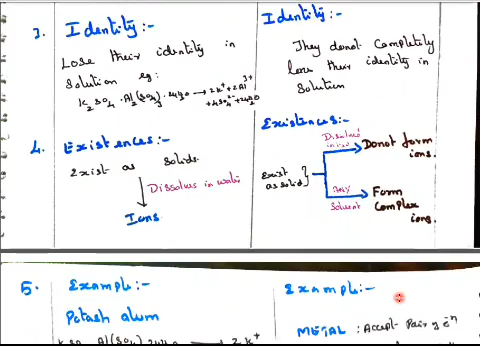 3. Identity:-
Lose their identity in
solution eg:
K2SO4.Al2(SO4)3.24H2O → 2K+ + 2Al3+
+4SO4 2- + 24H2O
Identity:-
They donot Completely
lose their identity in
Solution
4. Existences:-
Exist as Solids.
Dissolves in water
Ions
Existences:-
Exist
as solid
Dissolved
Donot form
ions.
Any
Solvent
Form
Complex
ions.
5. Example:-
Potash alum
2K+
Example:-
METAL : Accept Pair of e-n